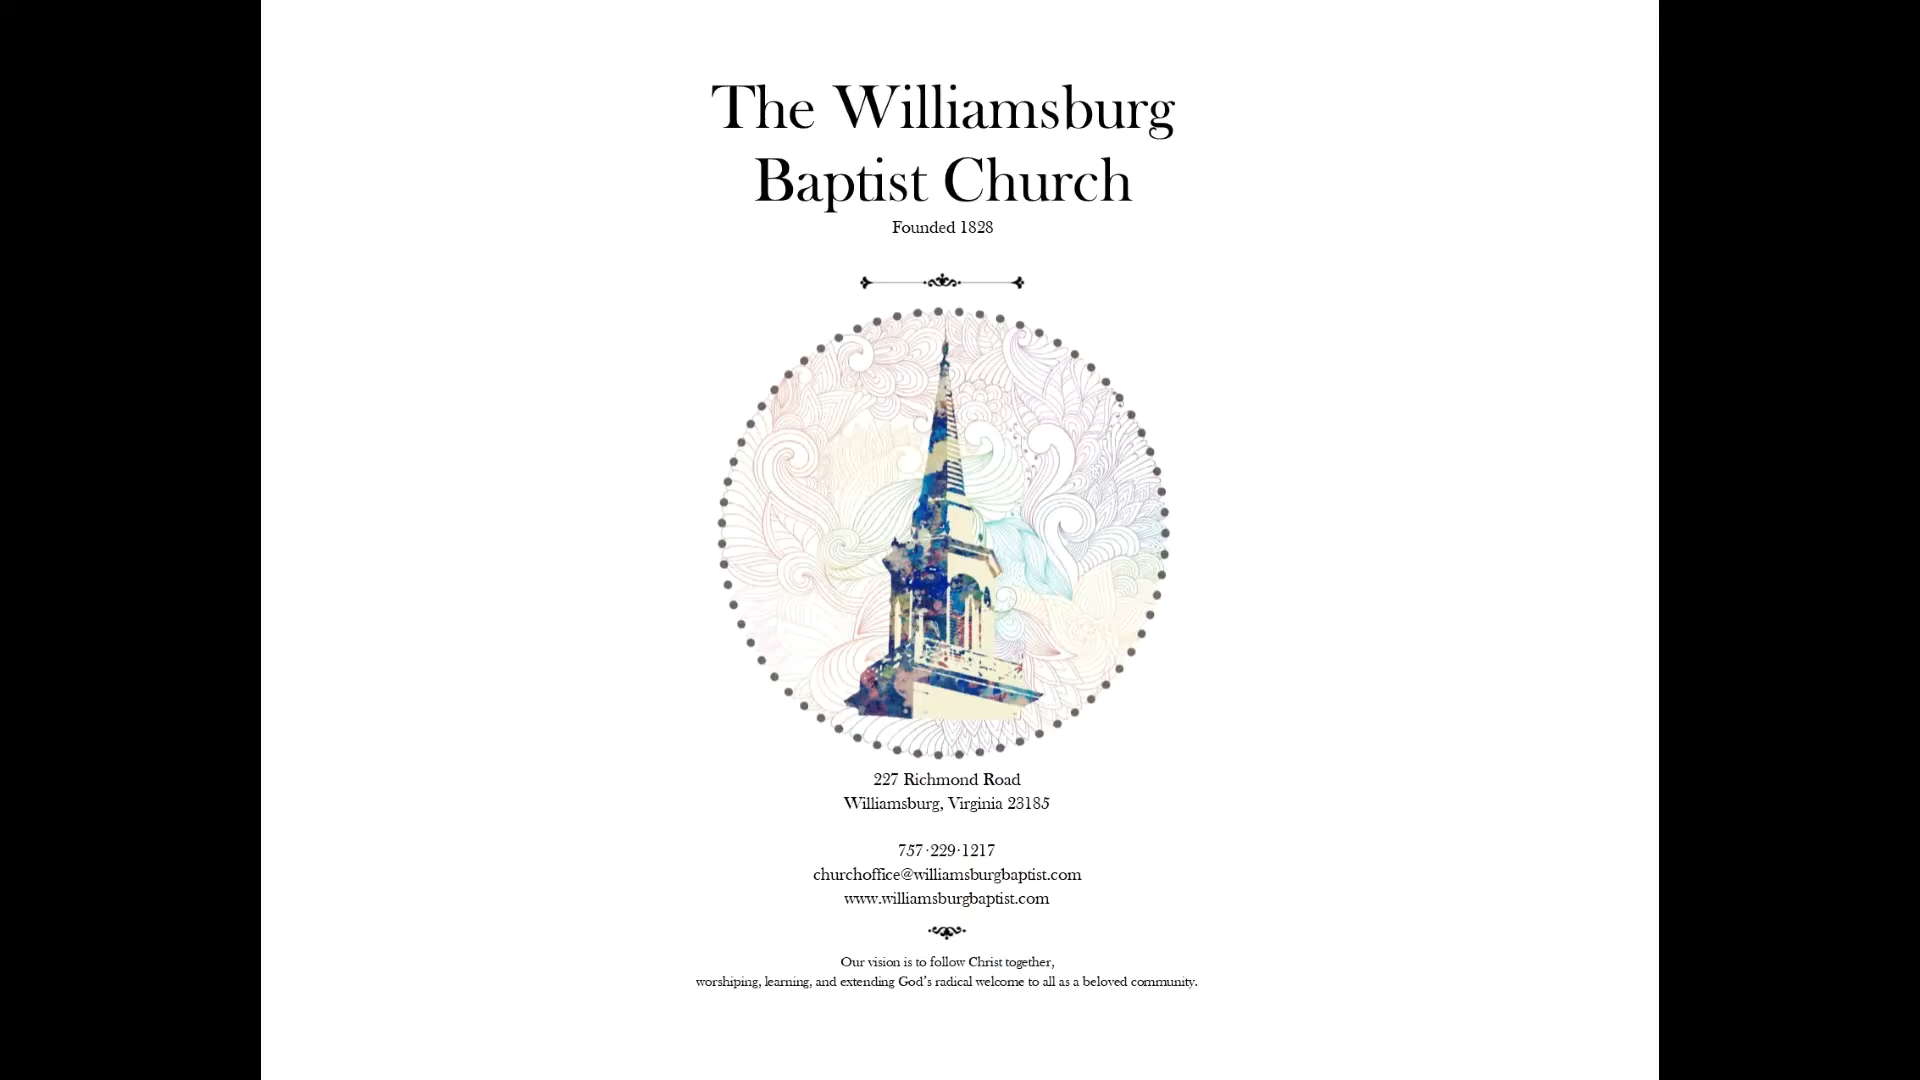 The Williamsburg
Baptist Church
Founded 1828
227 Richmond Road
Williamsburg, Virginia 23185
757·229·1217
churchoffice@williamsburgbaptist.com
www.williamsburgbaptist.com
Our vision is to follow Christ together,
worshiping, learning, and extending God's radical welcome to all as a beloved community.